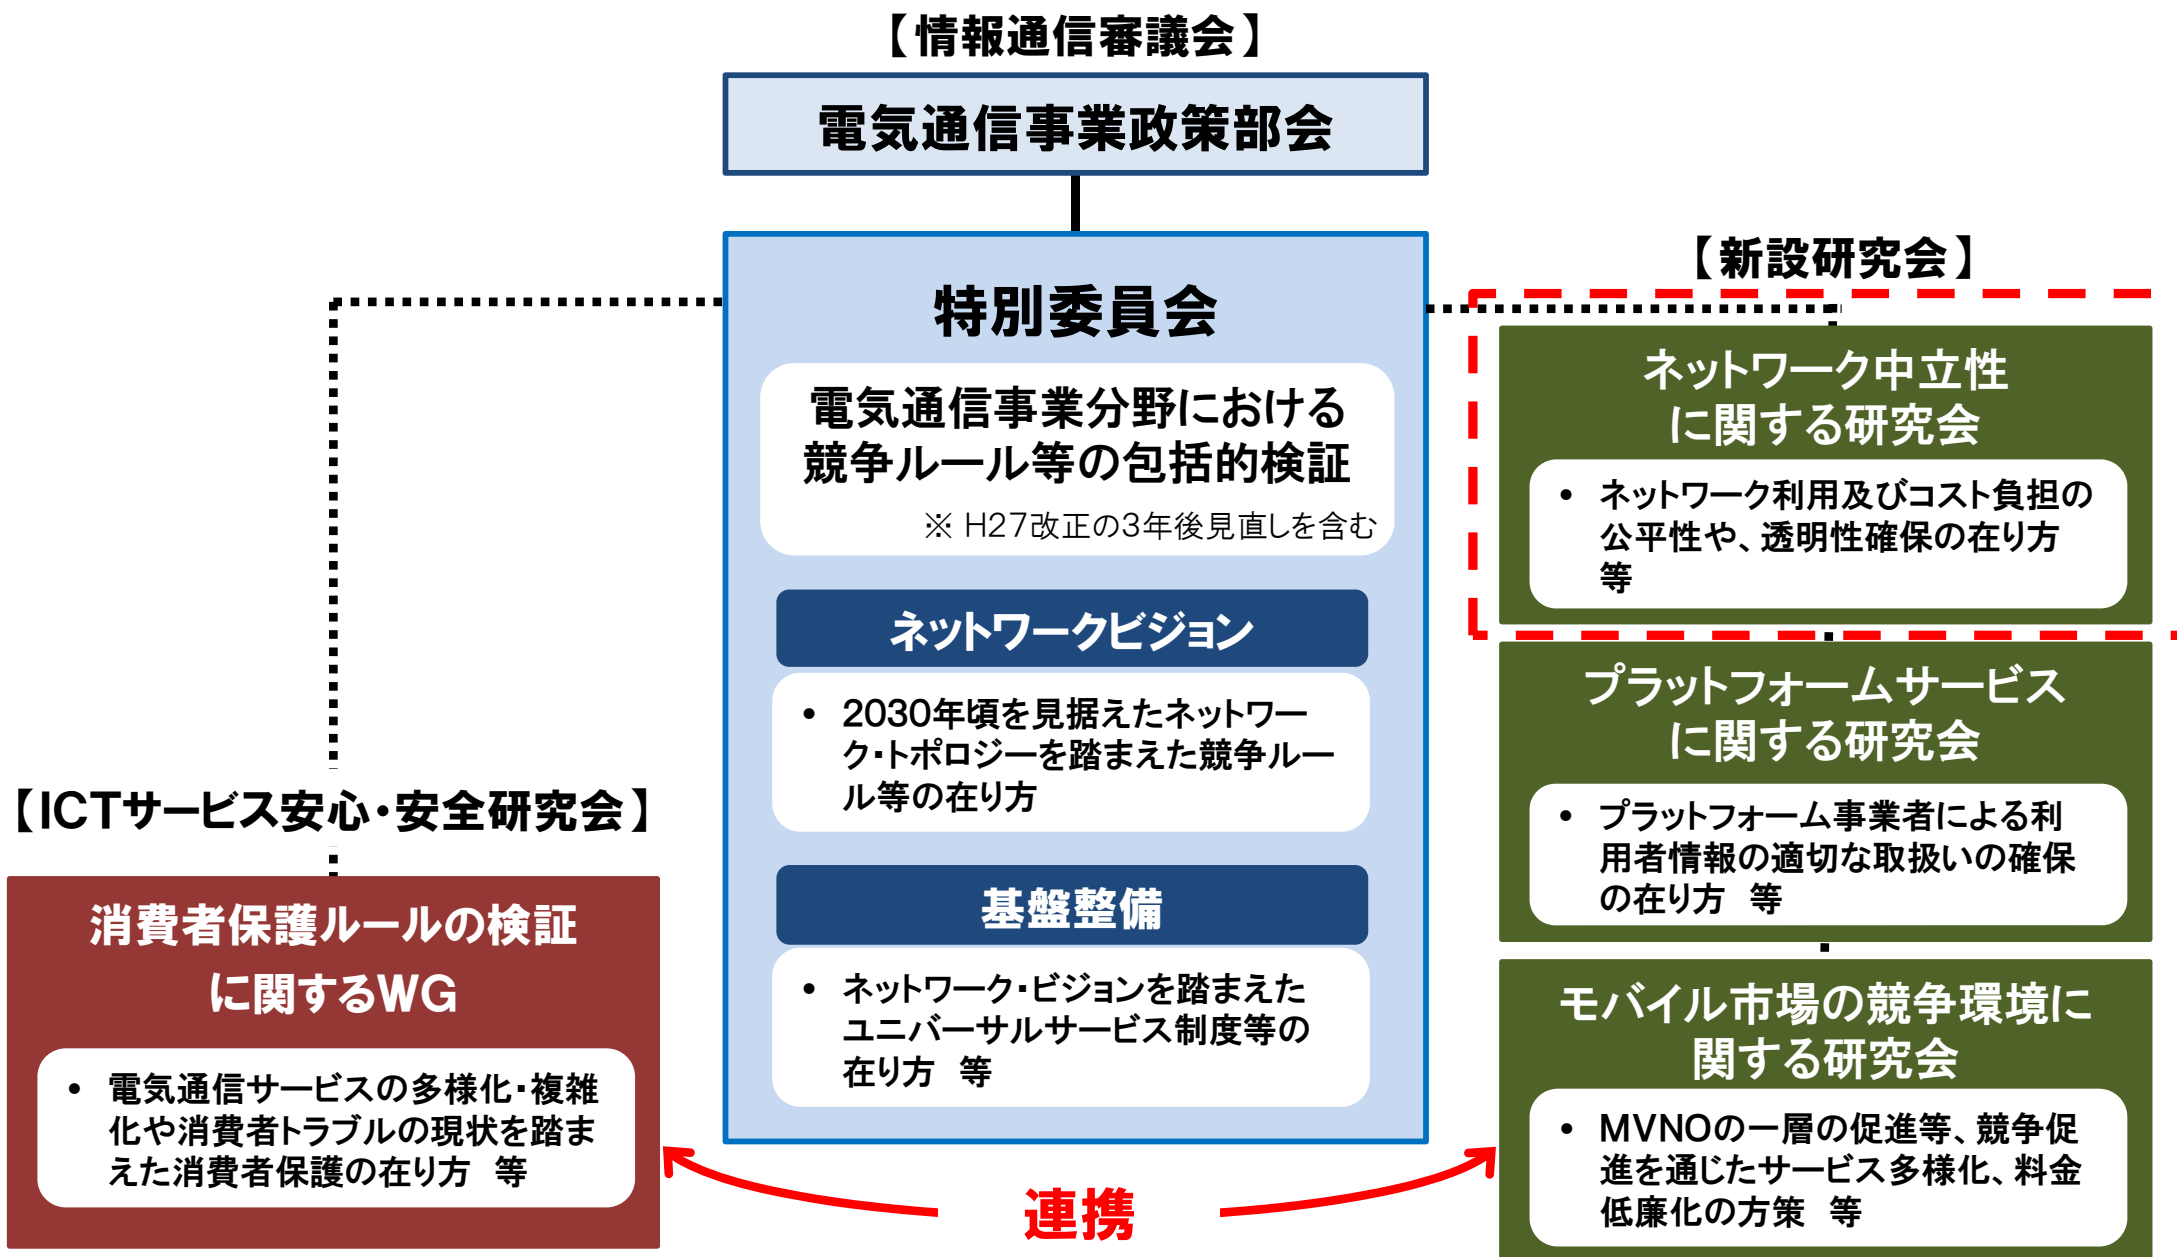 【情報通信審議会】
電気通信事業政策部会
特別委員会
電気通信事業分野における
競争ルール等の包括的検証
※ H27改正の3年後見直しを含む
ネットワークビジョン
• 2030年頃を見据えたネットワー
ク・トポロジーを踏まえた競争ルー
ル等の在り方
基盤整備
• ネットワーク・ビジョンを踏まえた
ユニバーサルサービス制度等の
在り方　等
【ICTサービス安心・安全研究会】
消費者保護ルールの検証
に関するWG
• 電気通信サービスの多様化・複雑
化や消費者トラブルの現状を踏ま
えた消費者保護の在り方　等
連携
【新設研究会】
ネットワーク中立性
に関する研究会
• ネットワーク利用及びコスト負担の
公平性や、透明性確保の在り方
等
プラットフォームサービス
に関する研究会
• プラットフォーム事業者による利
用者情報の適切な取扱いの確保
の在り方　等
モバイル市場の競争環境に
関する研究会
• MVNOの一層の促進等、競争促
進を通じたサービス多様化、料金
低廉化の方策　等